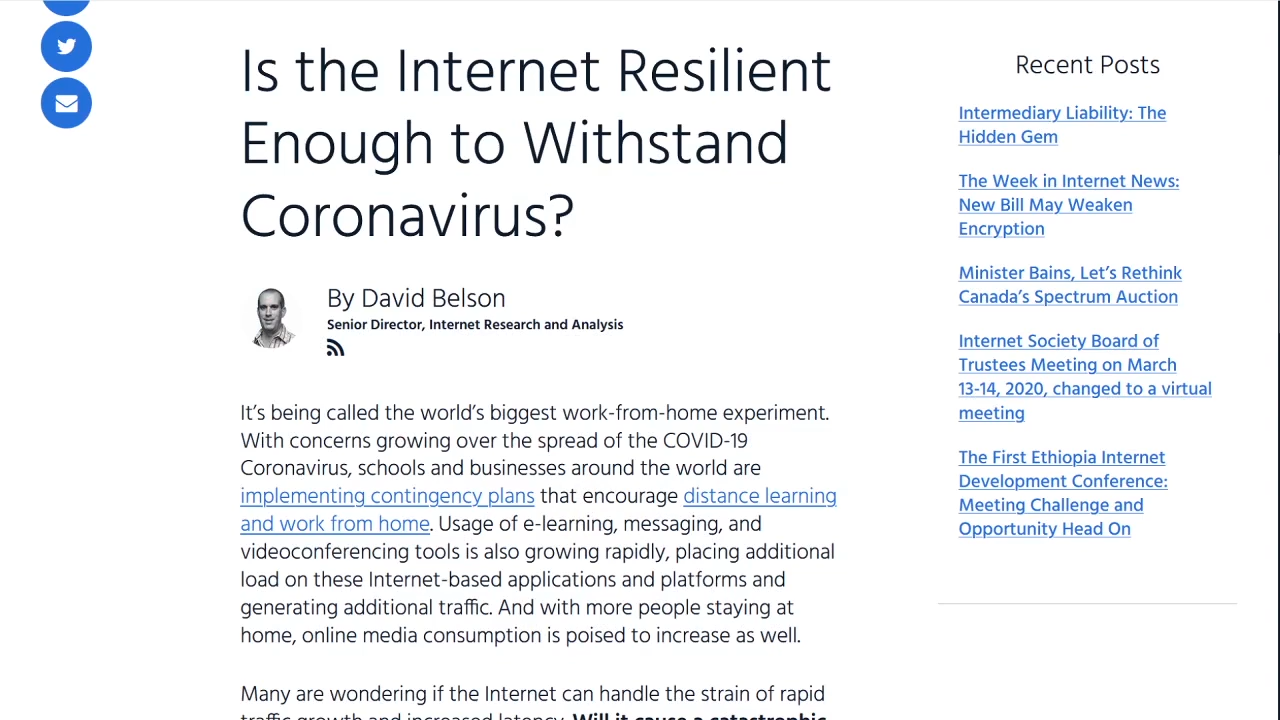 Is the Internet Resilient
Enough to Withstand
Coronavirus?
By David Belson
Senior Director, Internet Research and Analysis
It's being called the world's biggest work-from-home experiment.
With concerns growing over the spread of the COVID-19
Coronavirus, schools and businesses around the world are
implementing contingency plans that encourage distance learning
and work from home. Usage of e-learning, messaging, and
videoconferencing tools is also growing rapidly, placing additional
load on these Internet-based applications and platforms and
generating additional traffic. And with more people staying at
home, online media consumption is poised to increase as well.
Many are wondering if the Internet can handle the strain of rapid
traffic growth and increased latency. Will it cause a catastrophic
Recent Posts
Intermediary Liability: The
Hidden Gem
The Week in Internet News:
New Bill May Weaken
Encryption
Minister Bains, Let's Rethink
Canada's Spectrum Auction
Internet Society Board of
Trustees Meeting on March
13-14, 2020, changed to a virtual
meeting
The First Ethiopia Internet
Development Conference:
Meeting Challenge and
Opportunity Head On